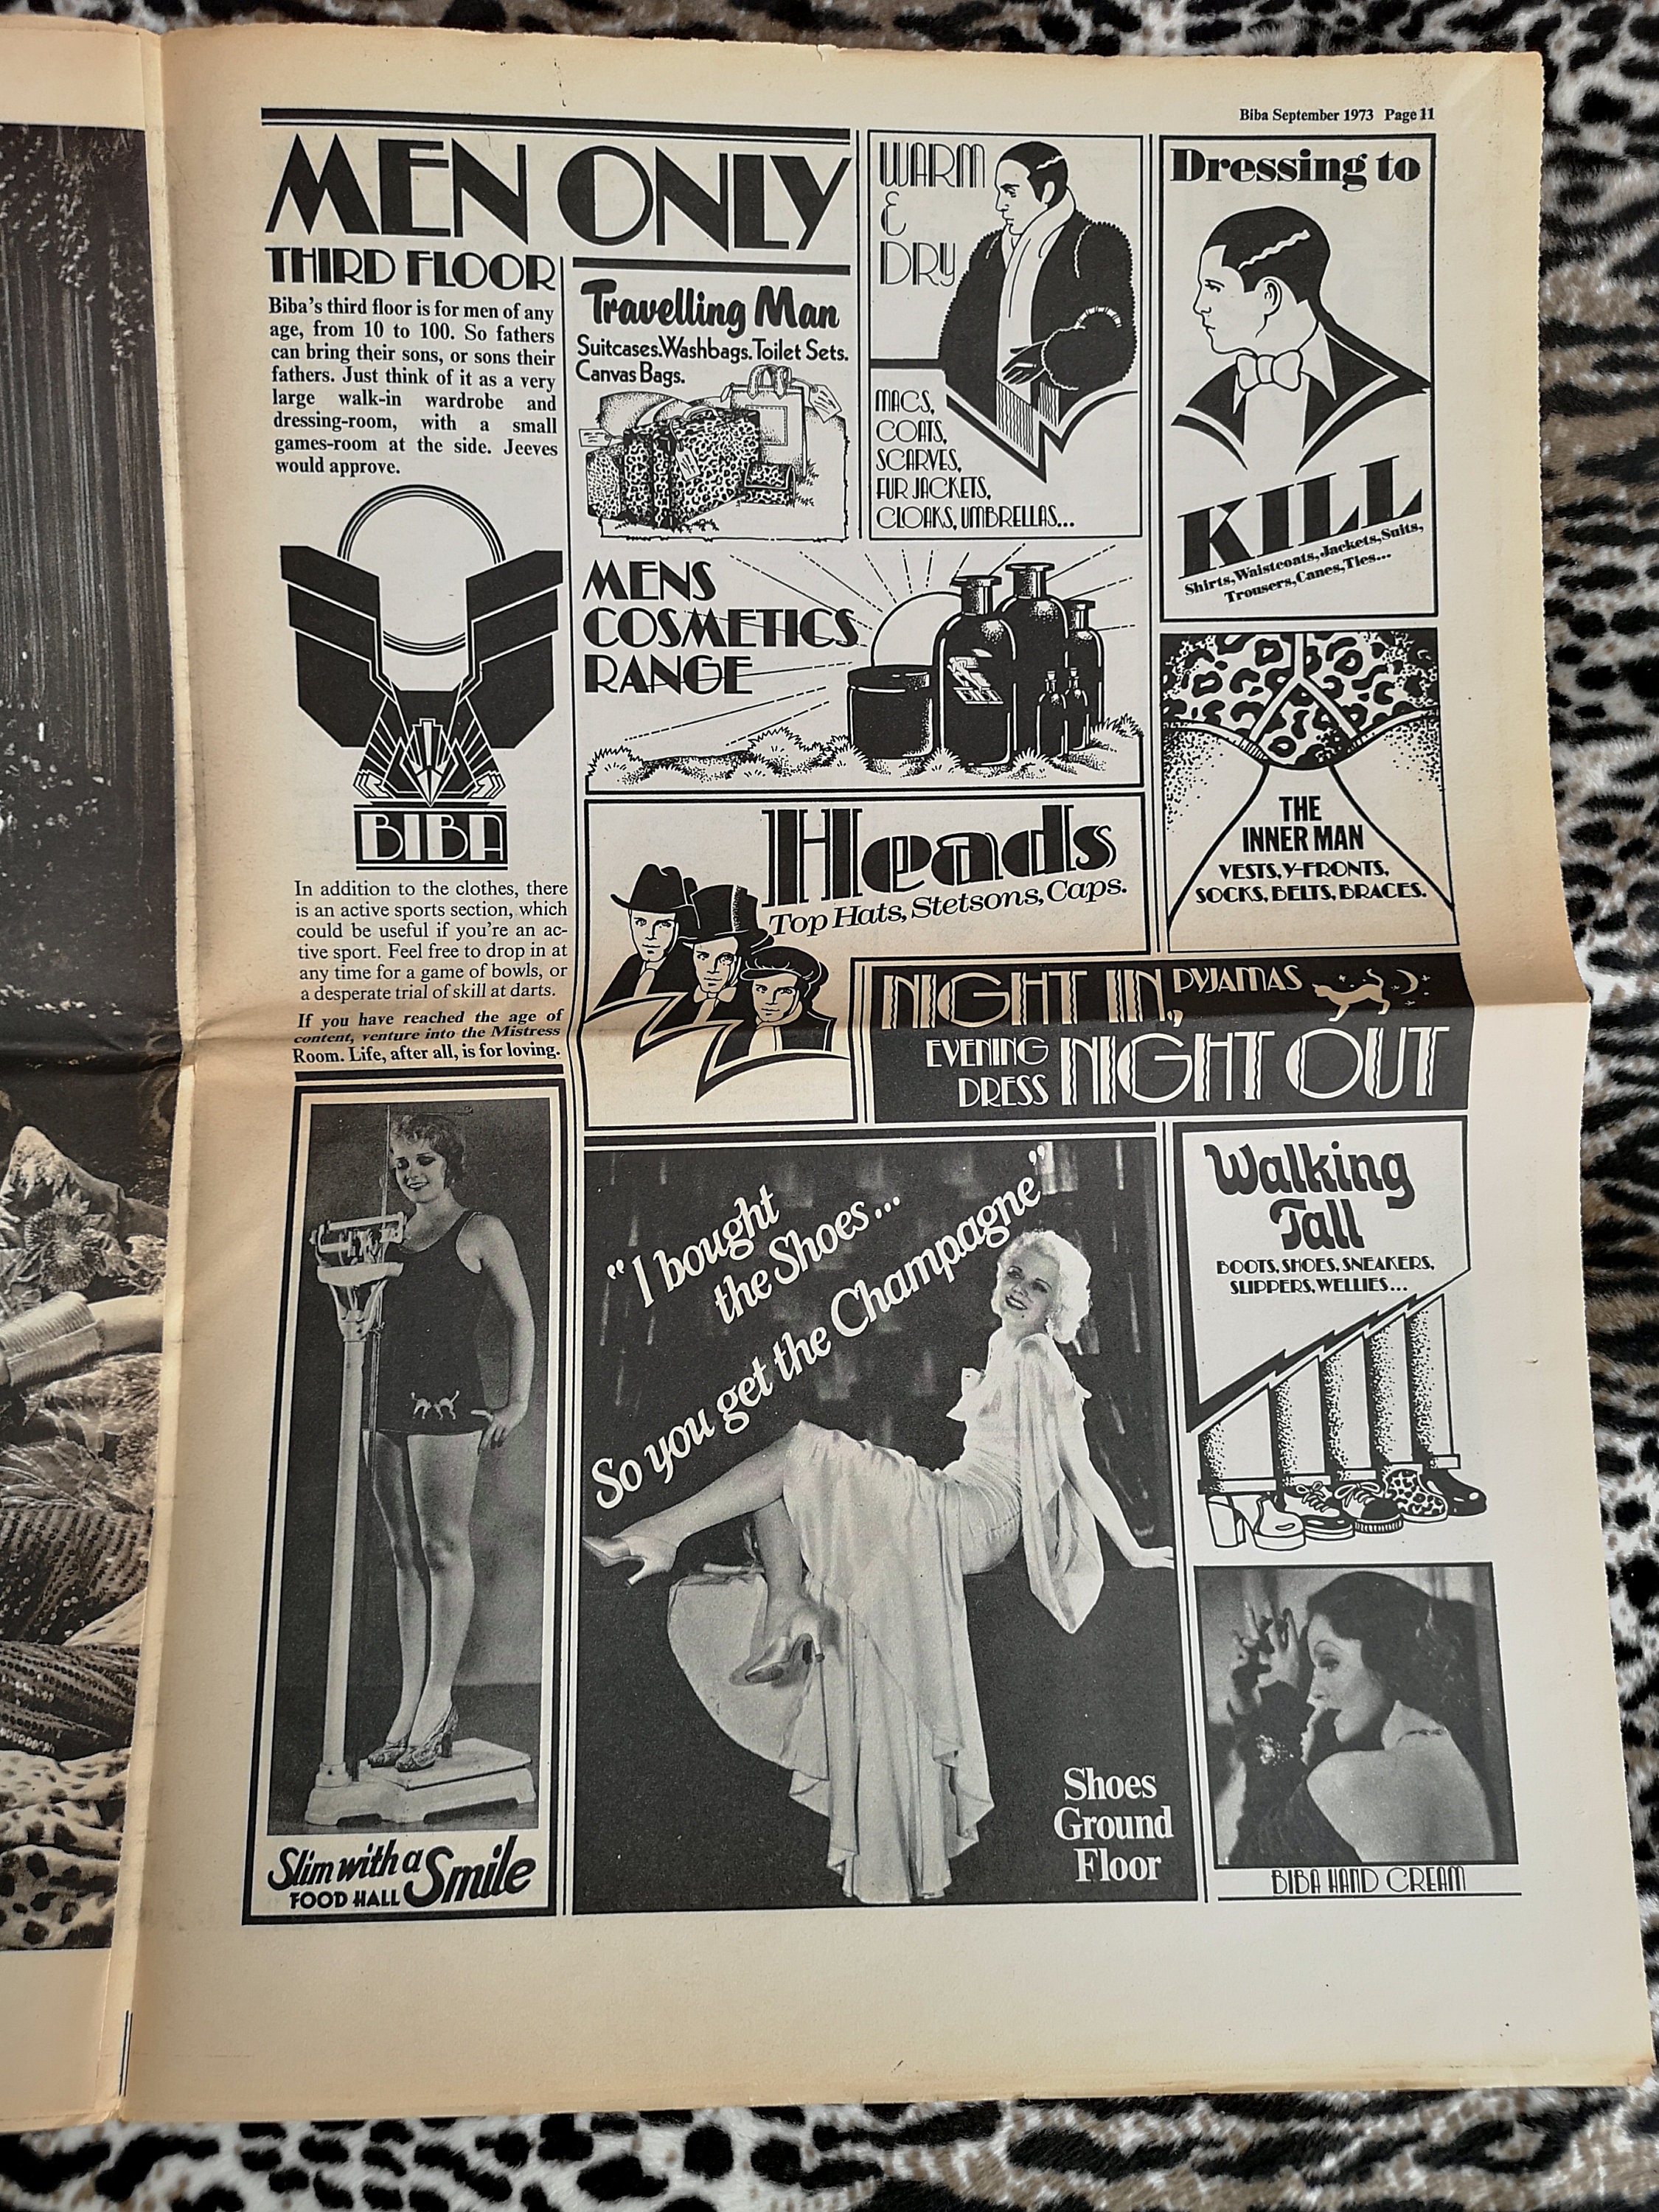 Biba September 1973 Page 11
MEN ONLY
THIRD FLOOR
Biba's third floor is for men of any
age, from 10 to 100. So fathers
can bring their sons, or sons their
fathers. Just think of it as a very
large walk-in wardrobe and
dressing-room, with a small
games-room at the side. Jeeves
would approve.
BIBA
In addition to the clothes, there
is an active sports section, which
could be useful if you're an ac-
tive sport. Feel free to drop in at
any time for a game of bowls, or
a desperate trial of skill at darts.
If you have reached the age of
content, venture into the Mistress
Room. Life, after all, is for loving.
Travelling Man
Suitcases.Washbags.Toilet Sets.
Canvas Bags.
WARM
&
DRY
MACS,
COATS,
SCARVES,
FUR JACKETS,
CLOAKS, UMBRELLAS...
Dressing to
KILL
Shirts,Waistcoats,Jackets,Suits,
Trousers,Canes,Ties...
MENS
COSMETICS
RANGE
THE
INNER MAN
VESTS, Y-FRONTS,
SOCKS, BELTS, BRACES.
Heads
Top Hats, Stetsons, Caps.
NIGHT IN, PYJAMAS
EVENING
DRESS NIGHT OUT
Slim with a Smile
FOOD HALL
"I bought
the Shoes...
So you get the Champagne"
Shoes
Ground
Floor
Walking
Tall
BOOTS, SHOES, SNEAKERS,
SLIPPERS, WELLIES...
BIBA HAND CREAM